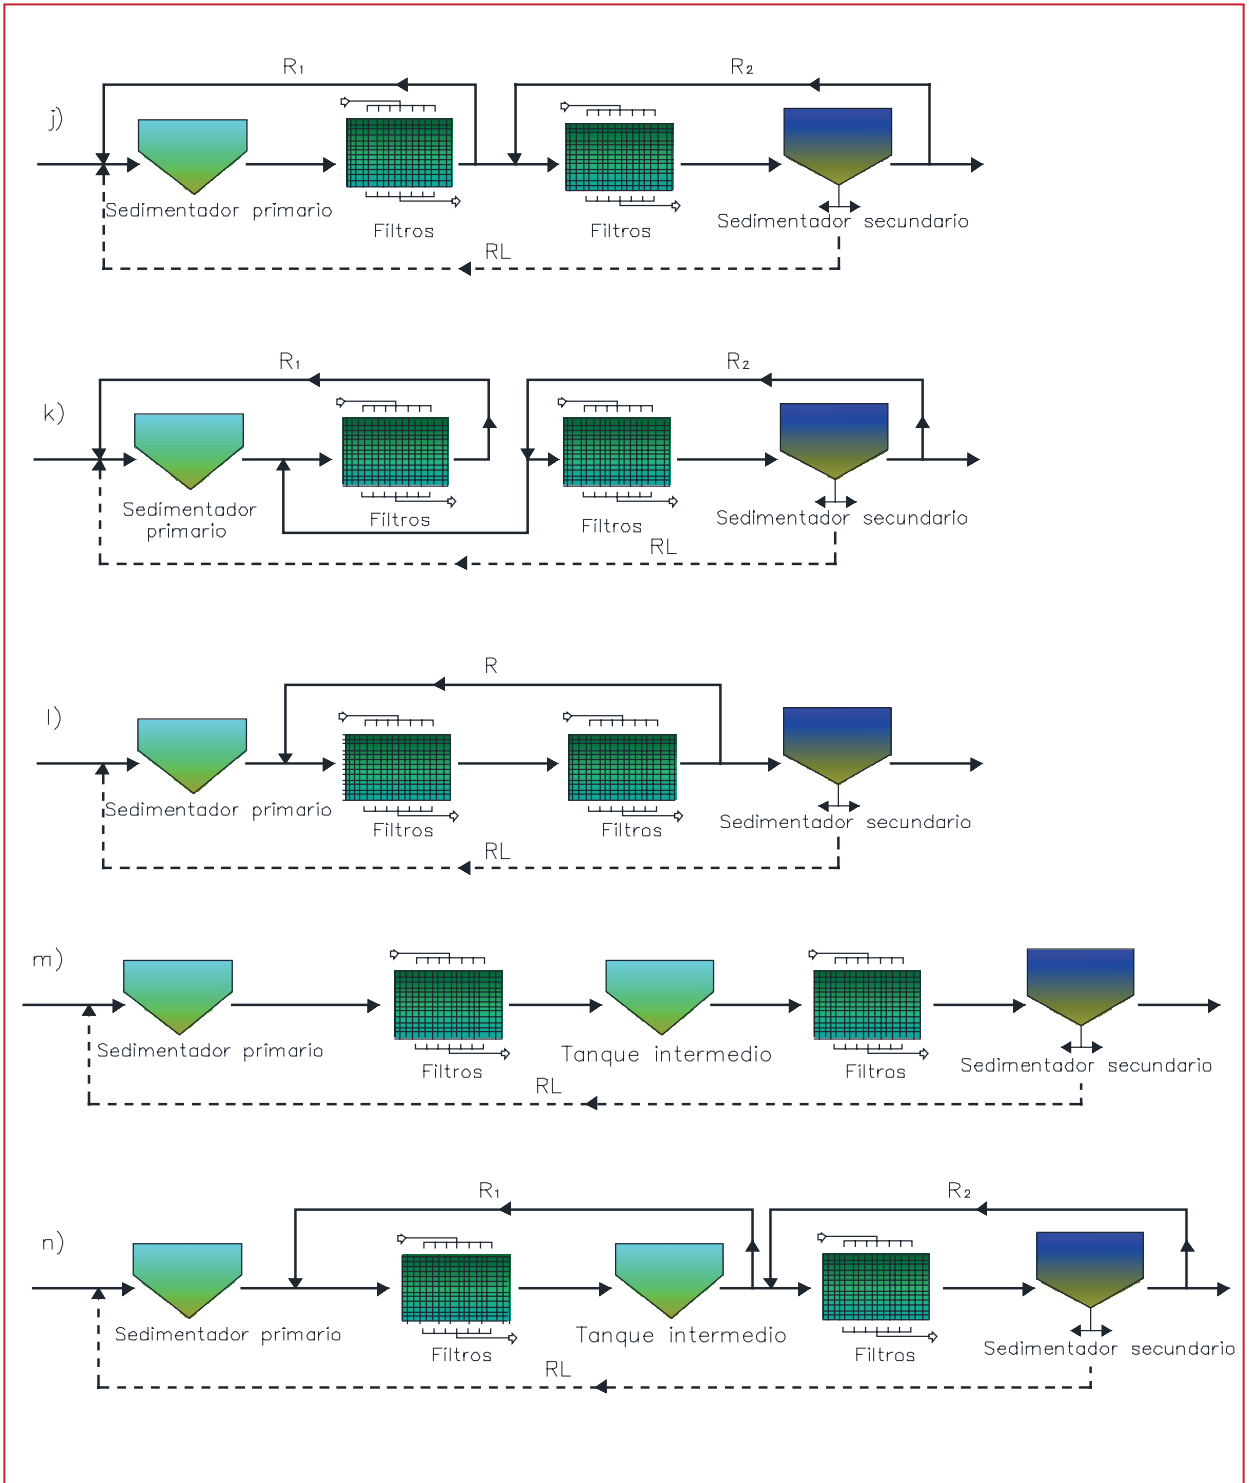 R1
R2
j)
Sedimentador primario
Filtros
Filtros
Sedimentador secundario
RL
R1
R2
k)
Sedimentador
primario
Filtros
Filtros
Sedimentador secundario
RL
R
l)
Sedimentador primario
Filtros
Filtros
Sedimentador secundario
RL
m)
Sedimentador primario
Filtros
Tanque intermedio
Filtros
Sedimentador secundario
RL
R1
R2
n)
Sedimentador primario
Filtros
Tanque intermedio
Filtros
Sedimentador secundario
RL